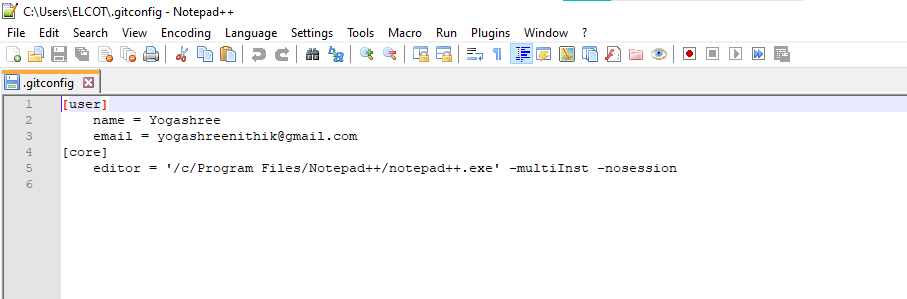 C:\Users\ELCOT\.gitconfig - Notepad++
File Edit Search View Encoding Language Settings Tools Macro Run Plugins Window ?
.gitconfig
1 [user]
2 name = Yogashree
3 email = yogashreenithik@gmail.com
4 [core]
5 editor = '/c/Program Files/Notepad++/notepad++.exe' -multiInst -nosession
6